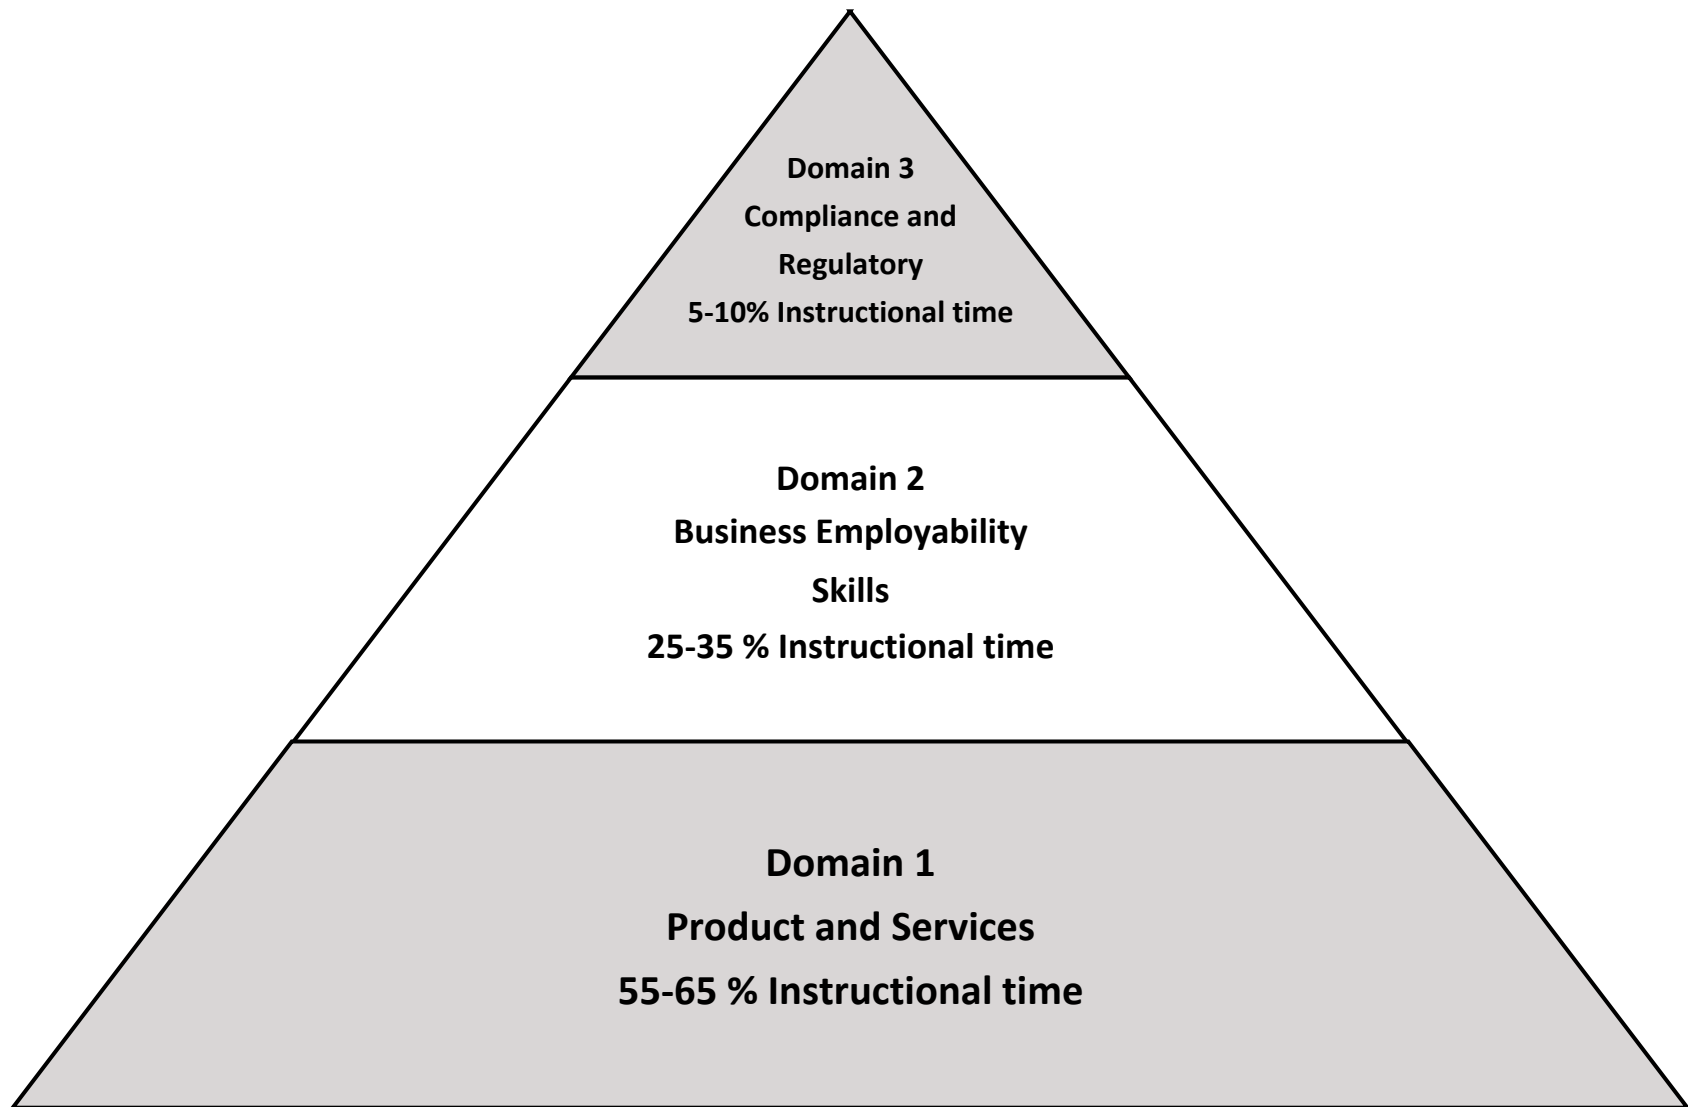 Domain 3
Compliance and
Regulatory
5-10% Instructional time
Domain 2
Business Employability
Skills
25-35 % Instructional time
Domain 1
Product and Services
55-65 % Instructional time